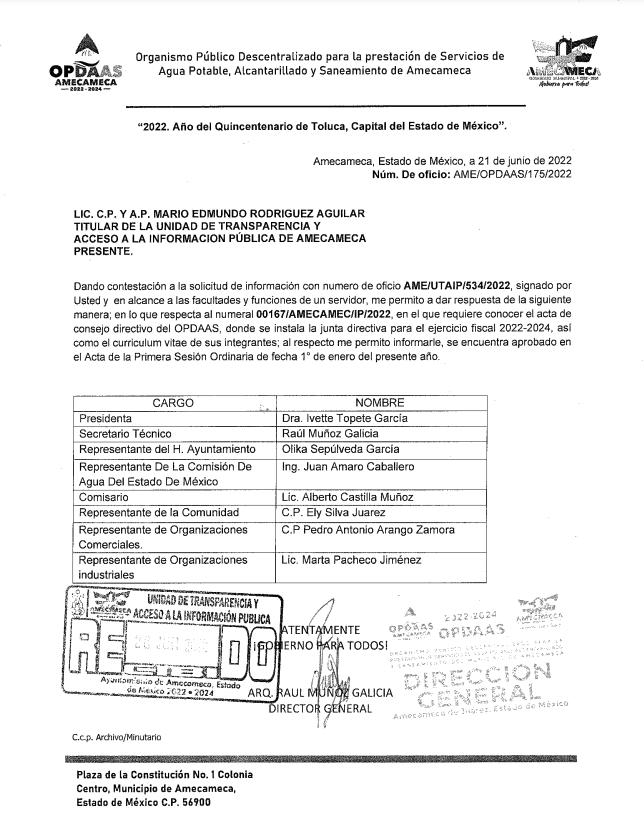 OPDAAS
AMECAMECA
2022 - 2024
Organismo Público Descentralizado para la prestación de Servicios de
Agua Potable, Alcantarillado y Saneamiento de Amecameca
AMECAMECA
Gobierno para Todos!
“2022. Año del Quincentenario de Toluca, Capital del Estado de México”.
Amecameca, Estado de México, a 21 de junio de 2022
Núm. De oficio: AME/OPDAAS/175/2022
LIC. C.P. Y A.P. MARIO EDMUNDO RODRIGUEZ AGUILAR
TITULAR DE LA UNIDAD DE TRANSPARENCIA Y
ACCESO A LA INFORMACION PÚBLICA DE AMECAMECA
PRESENTE.
Dando contestación a la solicitud de información con numero de oficio AME/UTAIP/534/2022, signado por
Usted y en alcance a las facultades y funciones de un servidor, me permito a dar respuesta de la siguiente
manera; en lo que respecta al numeral 00167/AMECAMEC/IP/2022, en el que requiere conocer el acta de
consejo directivo del OPDAAS, donde se instala la junta directiva para el ejercicio fiscal 2022-2024, así
como el curriculum vitae de sus integrantes; al respecto me permito informarle, se encuentra aprobado en
el Acta de la Primera Sesión Ordinaria de fecha 1° de enero del presente año.
CARGO NOMBRE
Presidenta Dra. Ivette Topete García
Secretario Técnico Raúl Muñoz Galicia
Representante del H. Ayuntamiento Olika Sepúlveda García
Representante De La Comisión De Ing. Juan Amaro Caballero
Agua Del Estado De México
Comisario Lic. Alberto Castilla Muñoz
Representante de la Comunidad C.P. Ely Silva Juarez
Representante de Organizaciones C.P Pedro Antonio Arango Zamora
Comerciales.
Representante de Organizaciones Lic. Marta Pacheco Jiménez
industriales
UNIDAD DE TRANSPARENCIA Y
ACCESO A LA INFORMACIÓN PUBLICA
Ayuntamiento de Amecameca, Estado
de México 2022 • 2024
ATENTAMENTE
¡GOBIERNO PARA TODOS!
ARQ. RAUL MUÑOZ GALICIA
DIRECTOR GENERAL
2022-2024
OPDAAS
OPDAAS
DIRECCION
GENERAL
Amecameca de Juárez, Estado de México
C.c.p. Archivo/Minutario
Plaza de la Constitución No. 1 Colonia
Centro, Municipio de Amecameca,
Estado de México C.P. 56900